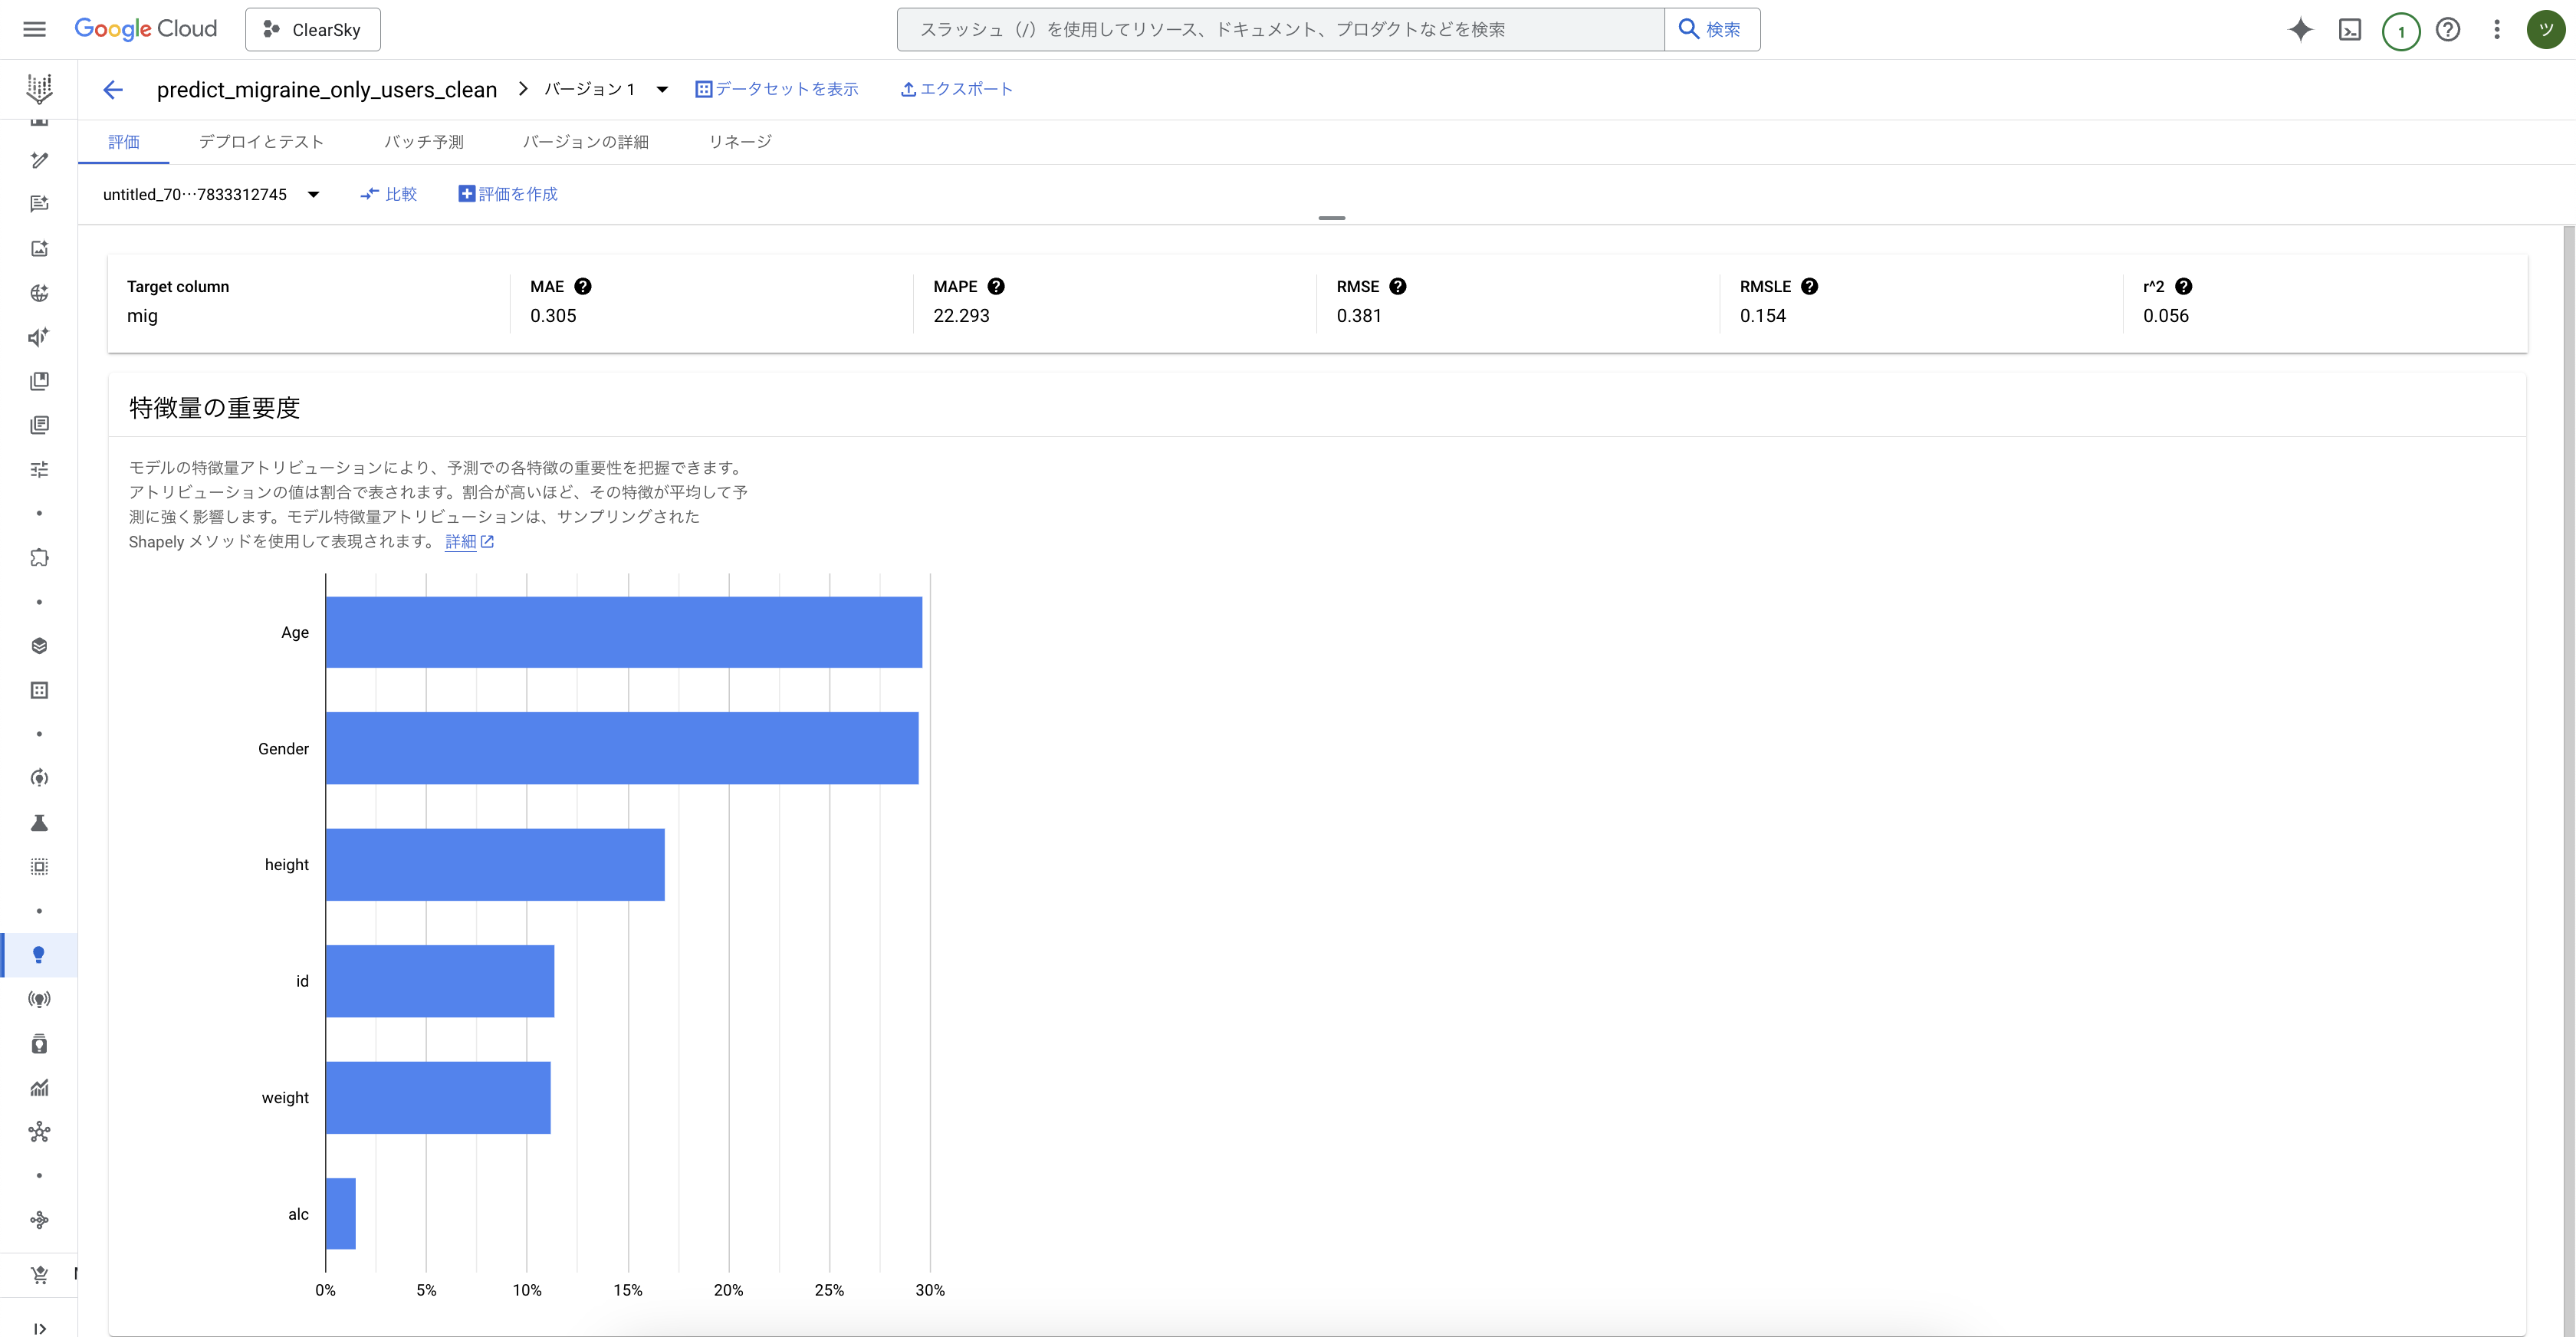 Google Cloud
ClearSky
スラッシュ（/）を使用してリソース、ドキュメント、プロダクトなどを検索
検索
1
ツ
predict_migraine_only_users_clean
バージョン 1
データセットを表示
エクスポート
評価
デプロイとテスト
バッチ予測
バージョンの詳細
リネージ
untitled_70…7833312745
比較
評価を作成
Target column
mig
MAE
0.305
MAPE
22.293
RMSE
0.381
RMSLE
0.154
r^2
0.056
特徴量の重要度
モデルの特徴量アトリビューションにより、予測での各特徴の重要性を把握できます。
アトリビューションの値は割合で表されます。割合が高いほど、その特徴が平均して予
測に強く影響します。モデル特徴量アトリビューションは、サンプリングされた
Shapely メソッドを使用して表現されます。 詳細
Age
Gender
height
id
weight
alc
0% 5% 10% 15% 20% 25% 30%